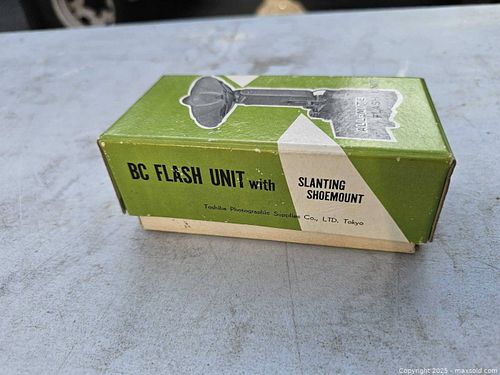 BC FLASH UNIT with
SLANTING
SHOEMOUNT
Toshiba Photographic Supplies Co., LTD. Tokyo
Copyright 2025 - maxsold.com